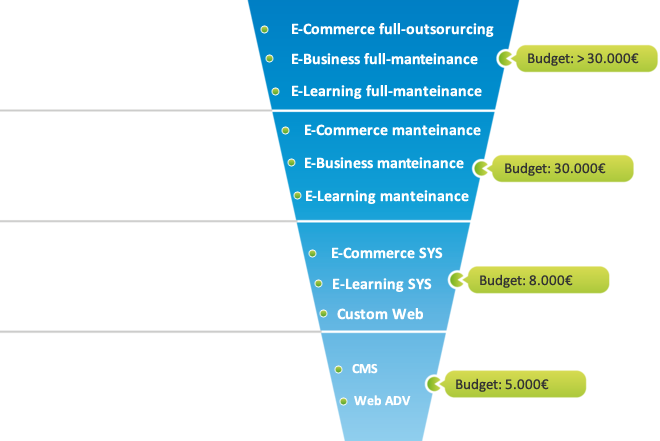 E-Commerce full-outsorurcing
E-Business full-manteinance
Budget: > 30.000€
E-Learning full-manteinance
E-Commerce manteinance
E-Business manteinance
Budget: 30.000€
E-Learning manteinance
E-Commerce SYS
E-Learning SYS
Budget: 8.000€
Custom Web
CMS
Budget: 5.000€
Web ADV